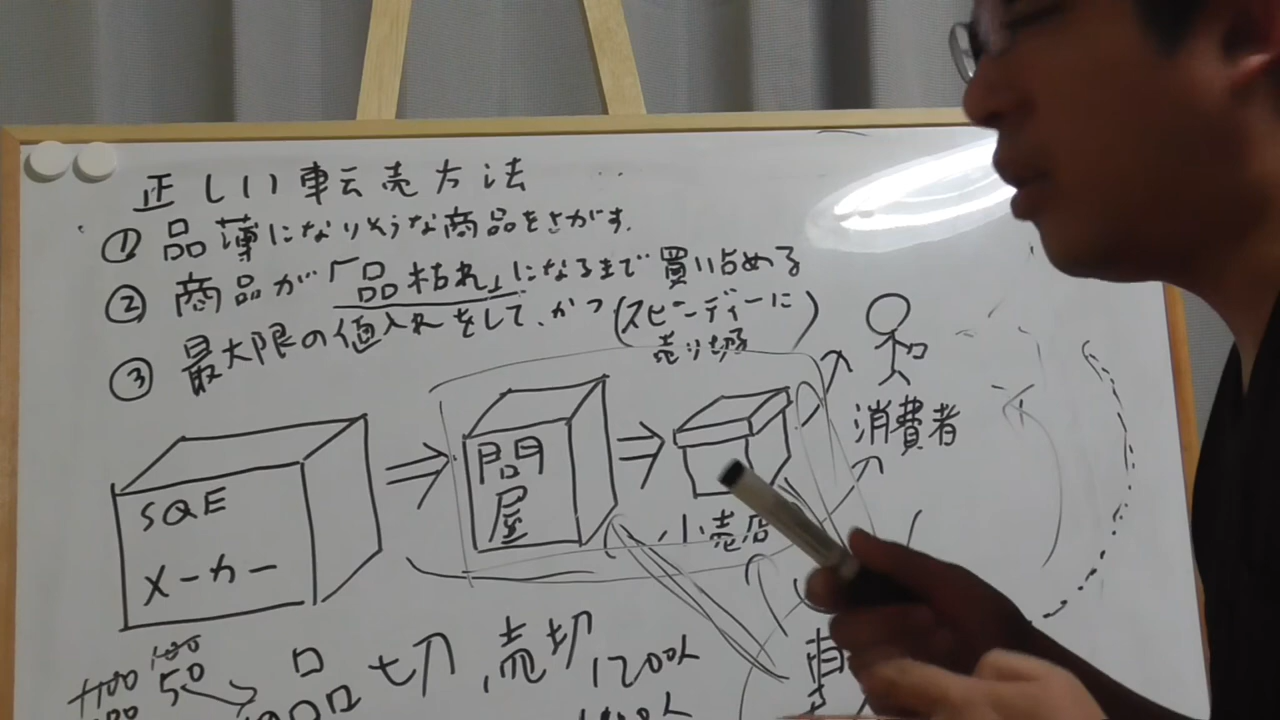 正しい転売方法
① 品薄になりそうな商品をさがす.
② 商品が「品枯れ」になるまで買い占める
③ 最大限の値入れをして、かつ(スピーディーに
売り切る)
SQE
メーカー
問
屋
小売店
消費者
100
50
品切、売切
1200人